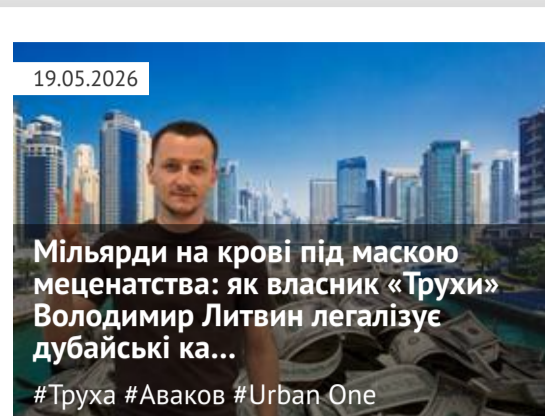 19.05.2026
Мільярди на крові під маскою
меценатства: як власник «Трухи»
Володимир Литвин легалізує
дубайські ка...
#Труха #Аваков #Urban One